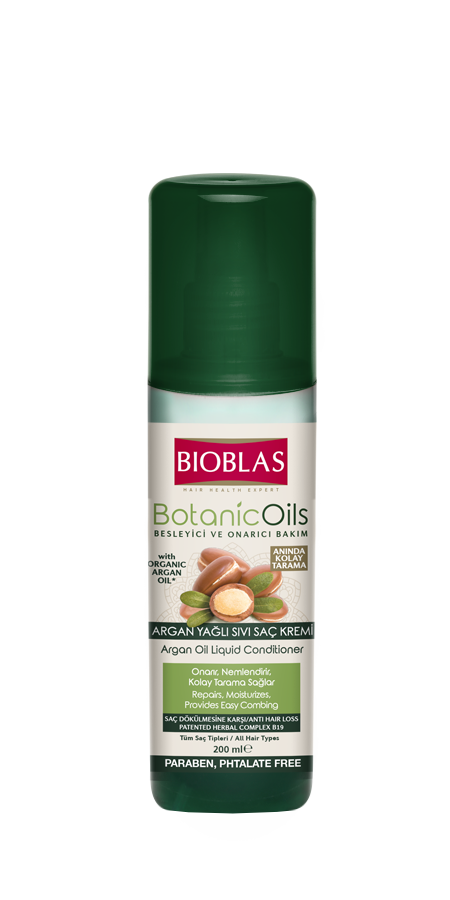 BIOBLAS
HAIR HEALTH EXPERT
BotanicOils
BESLEYİCİ VE ONARICI BAKIM
with
ORGANIC
ARGAN
OIL*
ANINDA
KOLAY
TARAMA
ARGAN YAĞLI SIVI SAÇ KREMİ
Argan Oil Liquid Conditioner
Onarır, Nemlendirir,
Kolay Tarama Sağlar
Repairs, Moisturizes,
Provides Easy Combing
SAÇ DÖKÜLMESİNE KARŞI/ANTI HAIR LOSS
PATENTED HERBAL COMPLEX B19
Tüm Saç Tipleri / All Hair Types
200 ml℮
PARABEN, PHTALATE FREE